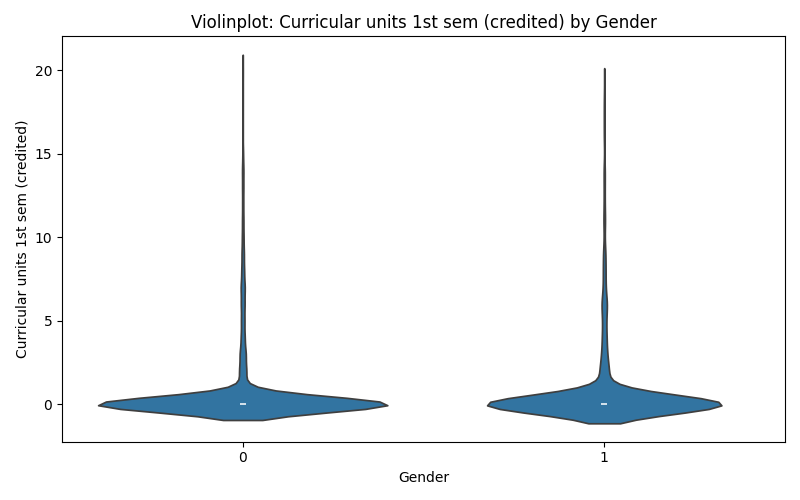 Violinplot: Curricular units 1st sem (credited) by Gender
Curricular units 1st sem (credited)
20
15
10
5
0
0 1
Gender